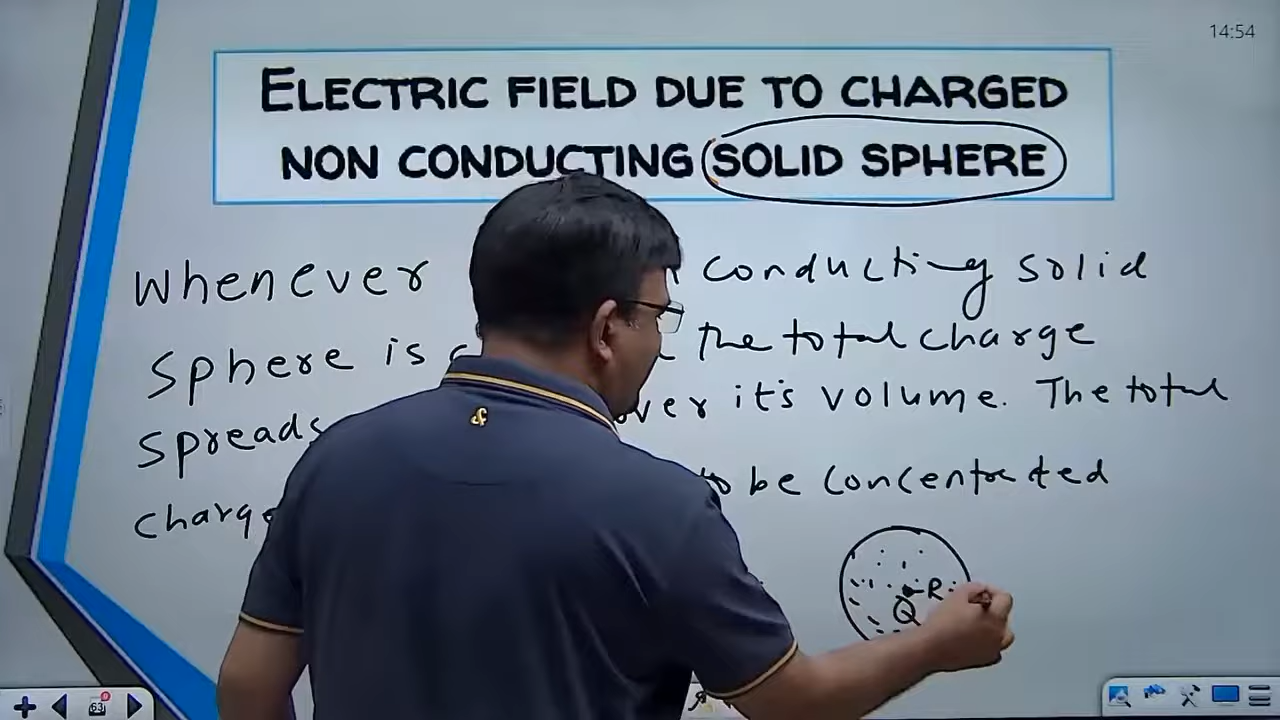 14:54
ELECTRIC FIELD DUE TO CHARGED
NON CONDUCTING SOLID SPHERE
Whenever conducting solid
Sphere is the total charge
Spreads over it's volume. The total
charge to be concentrated
R
Q
63